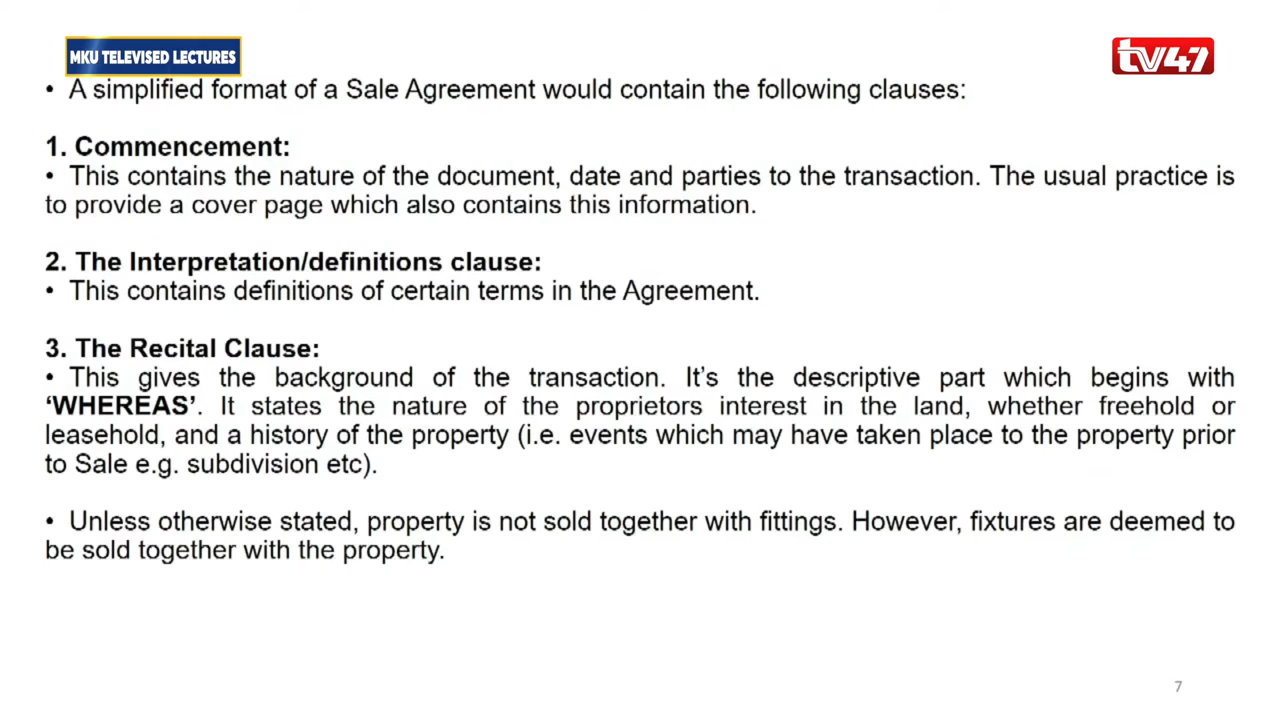 MKU TELEVISED LECTURES
tv47
• A simplified format of a Sale Agreement would contain the following clauses:
1. Commencement:
• This contains the nature of the document, date and parties to the transaction. The usual practice is
to provide a cover page which also contains this information.
2. The Interpretation/definitions clause:
• This contains definitions of certain terms in the Agreement.
3. The Recital Clause:
• This gives the background of the transaction. It's the descriptive part which begins with
‘WHEREAS’. It states the nature of the proprietors interest in the land, whether freehold or
leasehold, and a history of the property (i.e. events which may have taken place to the property prior
to Sale e.g. subdivision etc).
• Unless otherwise stated, property is not sold together with fittings. However, fixtures are deemed to
be sold together with the property.
7